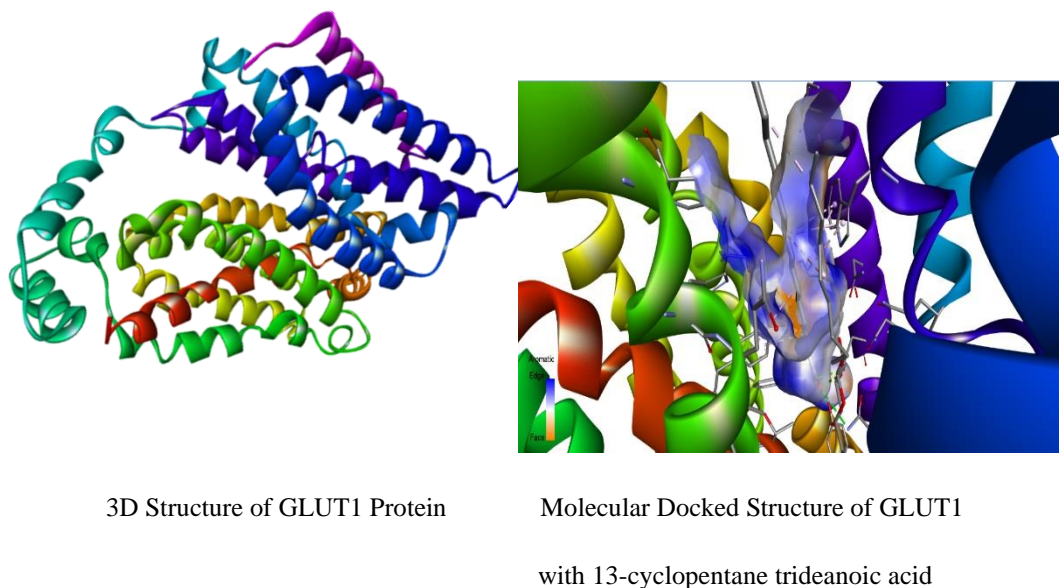 Aromatic
Edge
Face
3D Structure of GLUT1 Protein
Molecular Docked Structure of GLUT1
with 13-cyclopentane trideanoic acid